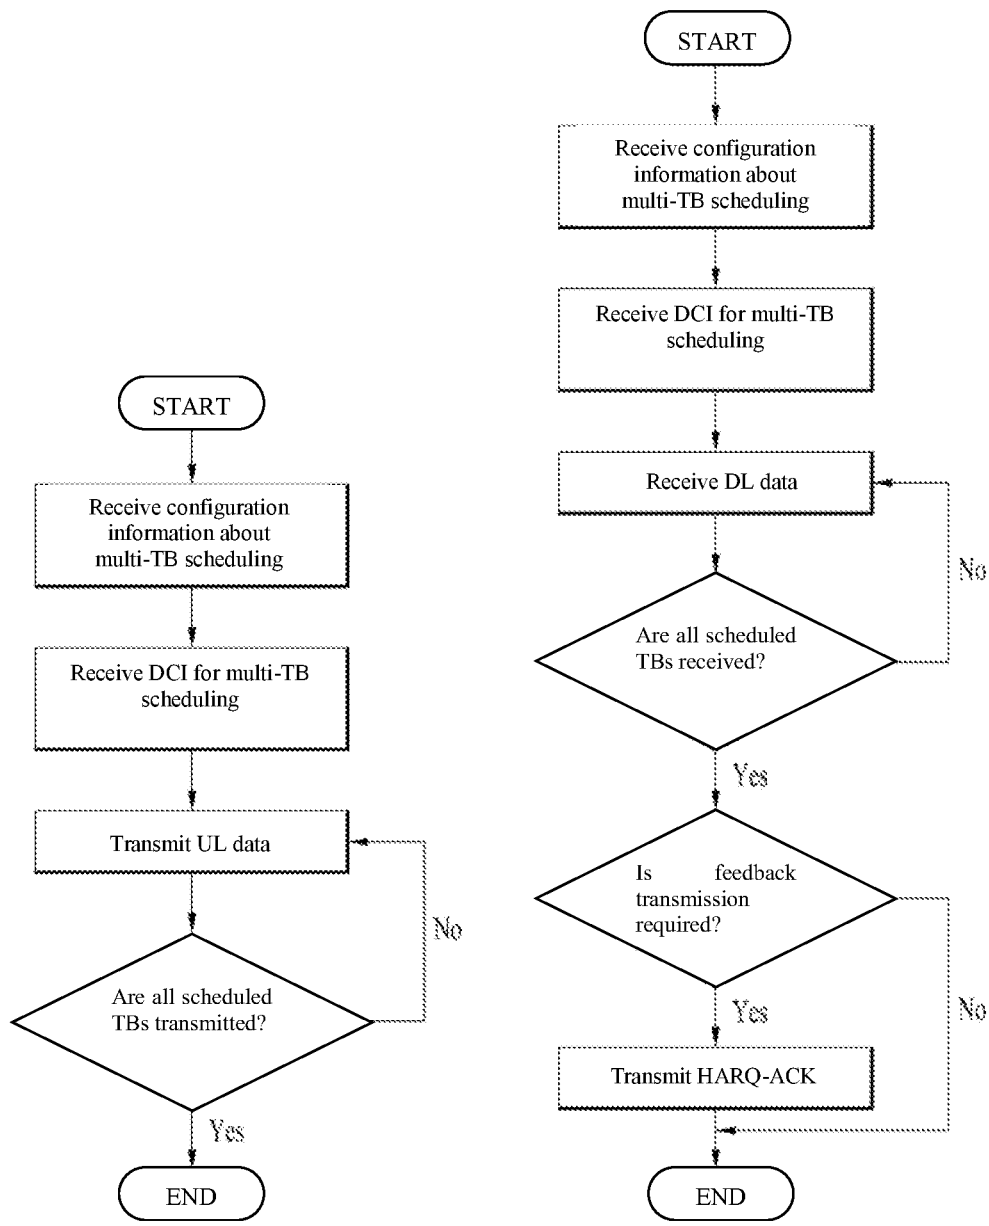 START
Receive configuration
information about
multi-TB scheduling
Receive DCI for multi-TB
scheduling
Transmit UL data
No
Are all scheduled
TBs transmitted?
Yes
END
START
Receive configuration
information about
multi-TB scheduling
Receive DCI for multi-TB
scheduling
Receive DL data
No
Are all scheduled
TBs received?
Yes
Is feedback
transmission
required?
No
Yes
Transmit HARQ-ACK
END